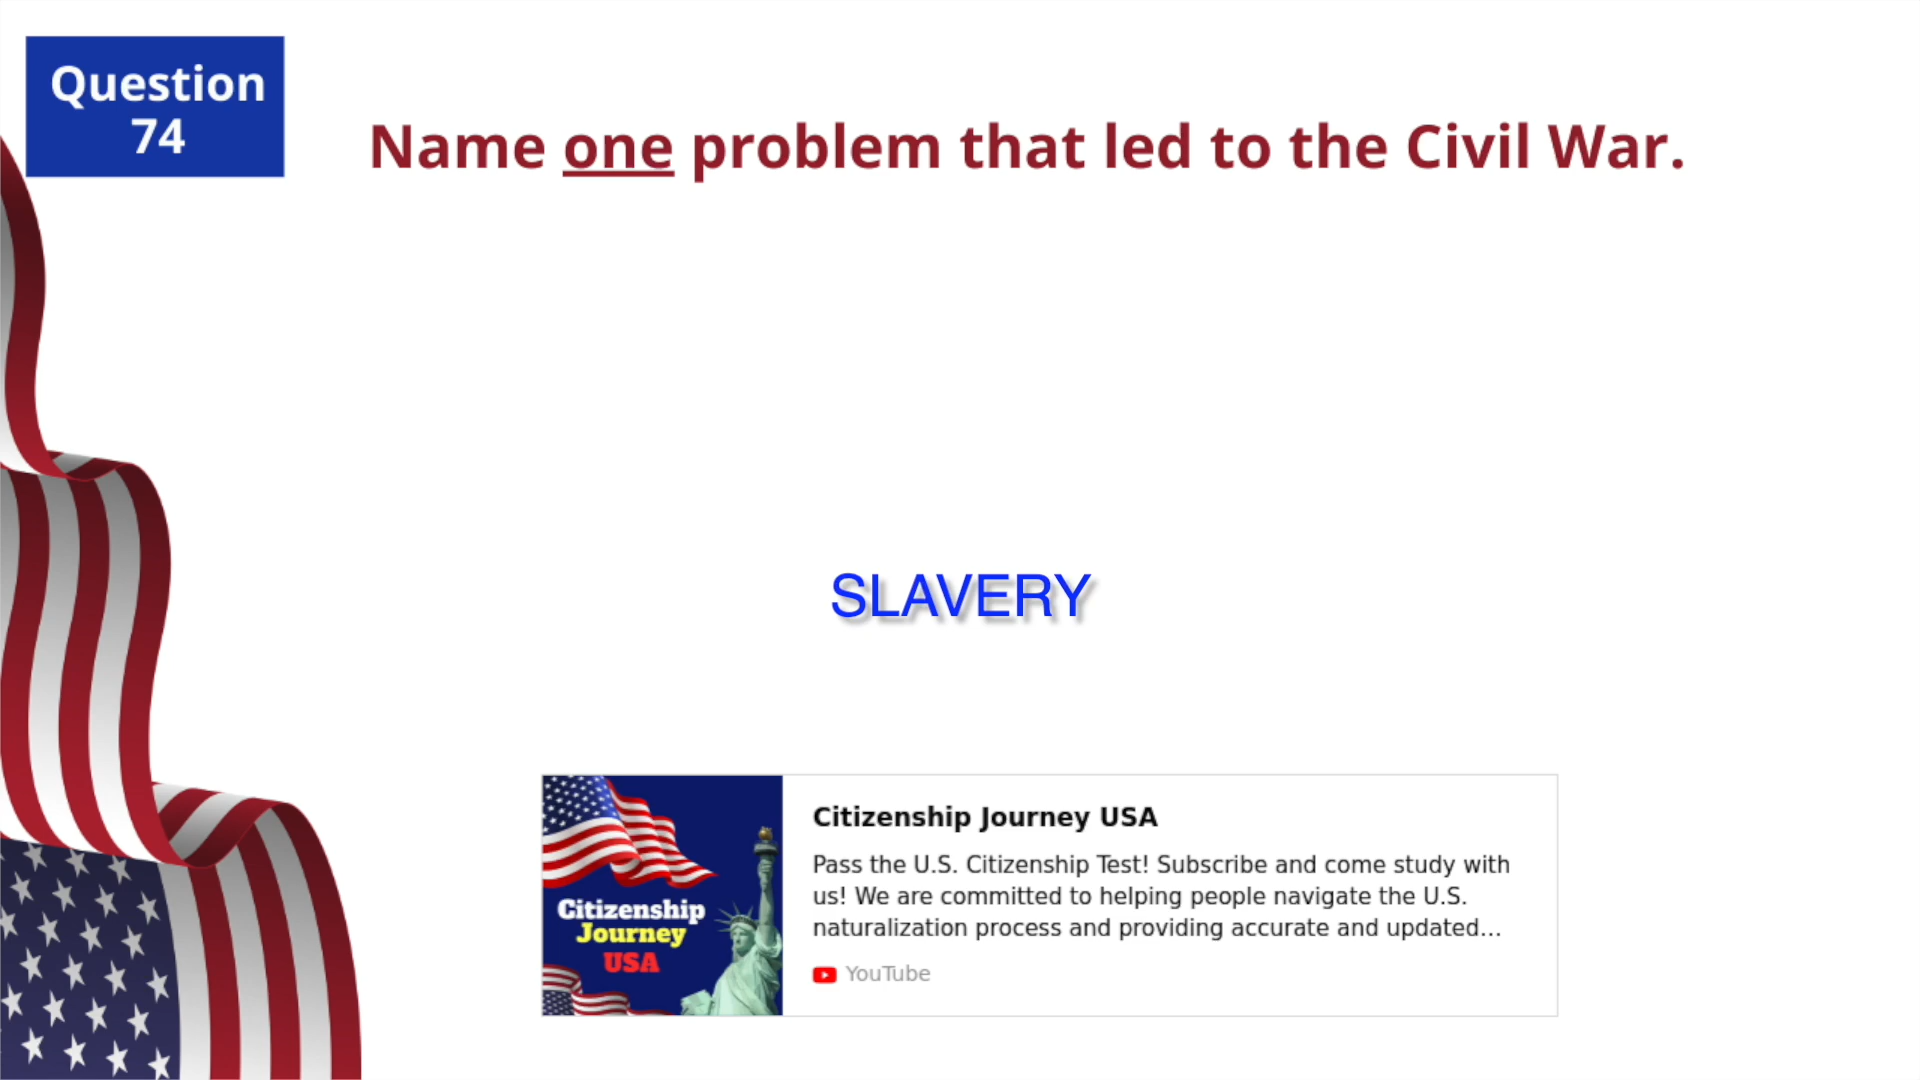 Question
74
Name one problem that led to the Civil War.
SLAVERY
Citizenship
Journey
USA
Citizenship Journey USA
Pass the U.S. Citizenship Test! Subscribe and come study with
us! We are committed to helping people navigate the U.S.
naturalization process and providing accurate and updated...
YouTube